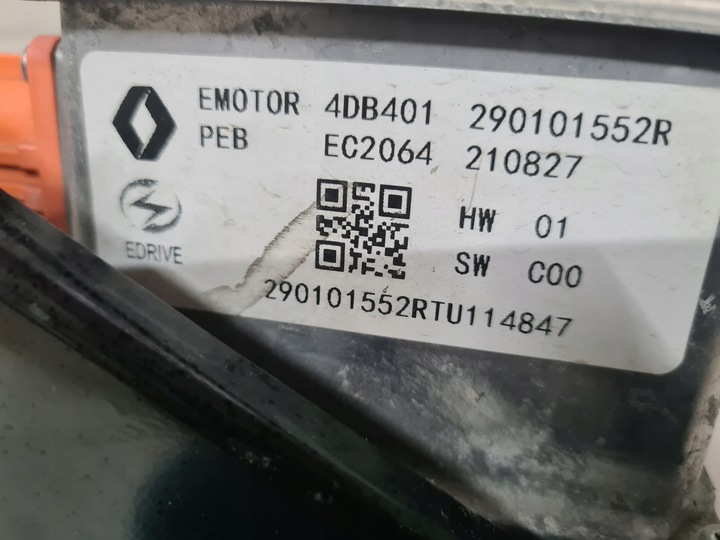 EMOTOR 4DB401 290101552R
PEB EC2064 210827
HW 01
EDRIVE
SW C00
290101552RTU114847